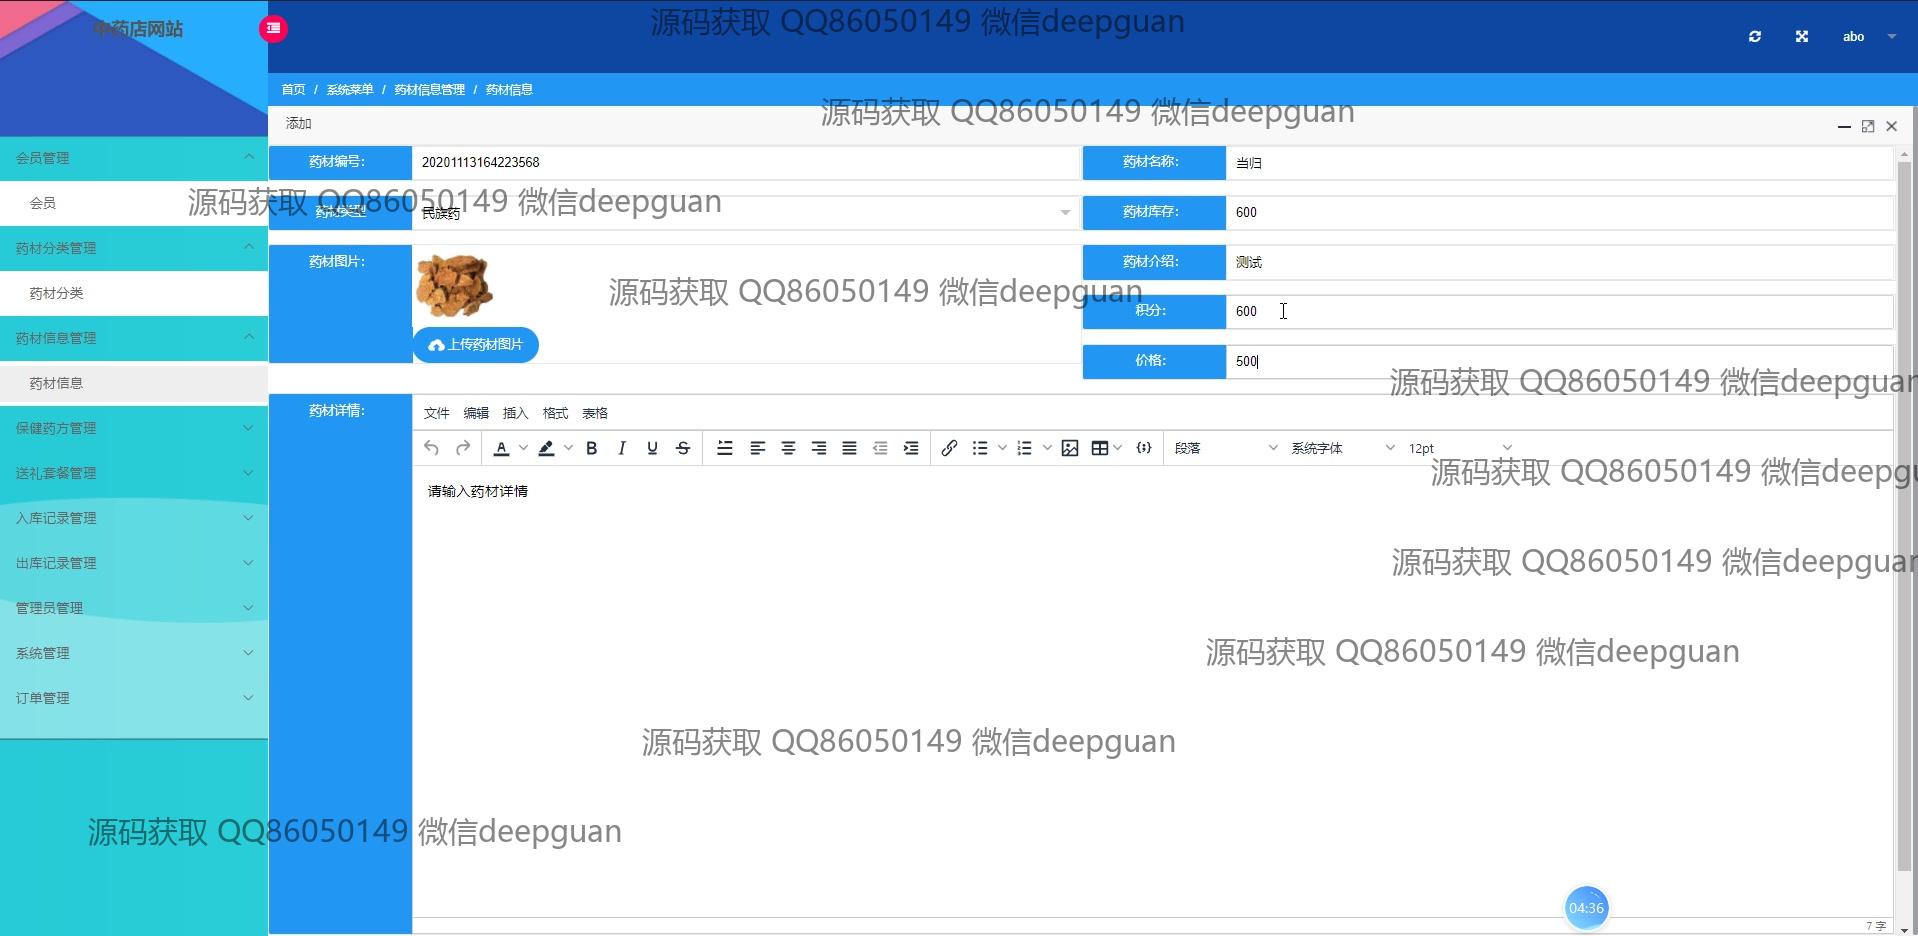 中药店网站
源码获取 QQ86050149 微信deepguan
abo
首页 / 系统菜单 / 药材信息管理 / 药材信息
源码获取 QQ86050149 微信deepguan
添加
会员管理
会员
药材分类管理
药材分类
药材信息管理
药材信息
保健药方管理
送礼套餐管理
入库记录管理
出库记录管理
管理员管理
系统管理
订单管理
药材编号: 20201113164223568
药材名称: 当归
源码获取 QQ86050149 微信deepguan
药材类型: 民族药
药材库存: 600
药材图片:
上传药材图片
药材介绍: 测试
源码获取 QQ86050149 微信deepguan
积分: 600
价格: 500
源码获取 QQ86050149 微信deepguan
药材详情:
文件 编辑 插入 格式 表格
段落 系统字体 12pt
源码获取 QQ86050149 微信deepgu
请输入药材详情
源码获取 QQ86050149 微信deepguan
源码获取 QQ86050149 微信deepguan
源码获取 QQ86050149 微信deepguan
源码获取 QQ86050149 微信deepguan
04:36
7 字